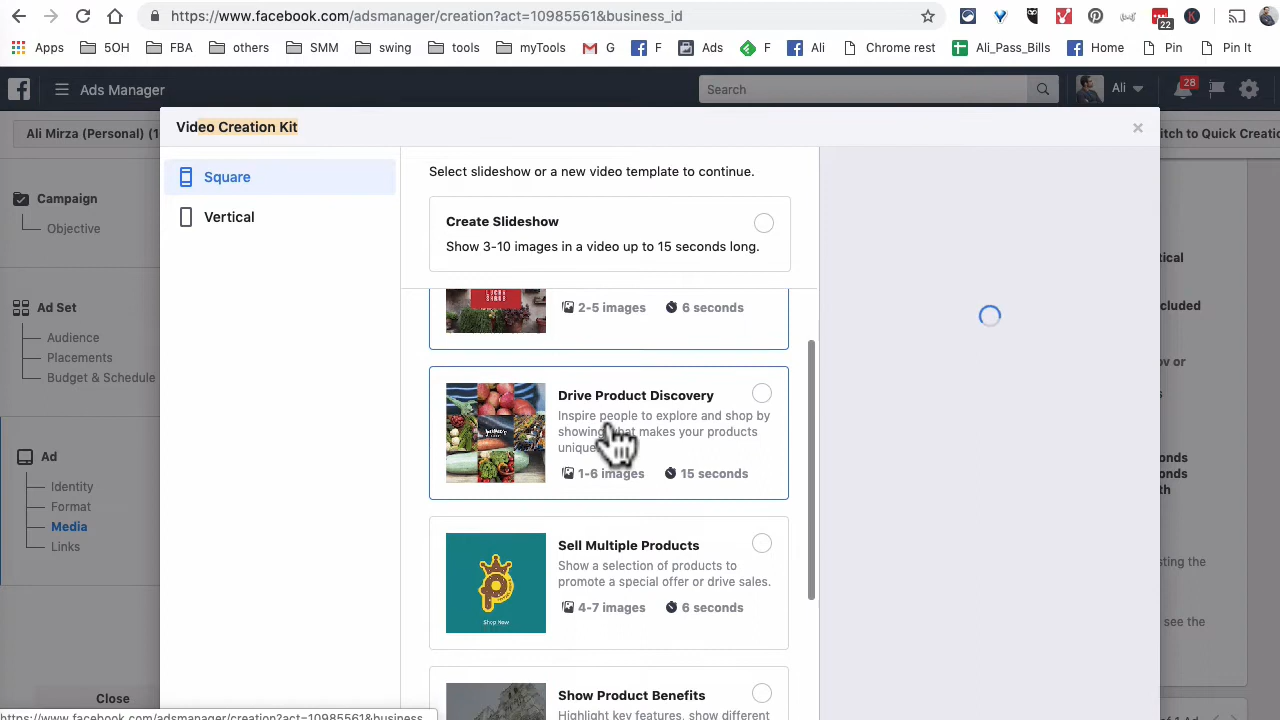 https://www.facebook.com/adsmanager/creation?act=10985561&business_id
22
Apps 5OH FBA others SMM swing tools myTools G F Ads F Ali Chrome rest Ali_Pass_Bills Home Pin Pin It
Ads Manager
Search
Ali
28
Ali Mirza (Personal) (1
itch to Quick Creatio
Video Creation Kit
Campaign
Objective
Ad Set
Audience
Placements
Budget & Schedule
Ad
Identity
Format
Media
Links
Close
Square
Vertical
Select slideshow or a new video template to continue.
Create Slideshow
Show 3-10 images in a video up to 15 seconds long.
2-5 images 6 seconds
Drive Product Discovery
Inspire people to explore and shop by
showing what makes your products
unique
1-6 images 15 seconds
Sell Multiple Products
Show a selection of products to
promote a special offer or drive sales.
4-7 images 6 seconds
Shop Now
Show Product Benefits
Highlight key features, show different
tical
cluded
ov or
onds
onds
th
sting the
see the
of 1 Ad
https://www.facebook.com/adsmanager/creation?act=10985561&business